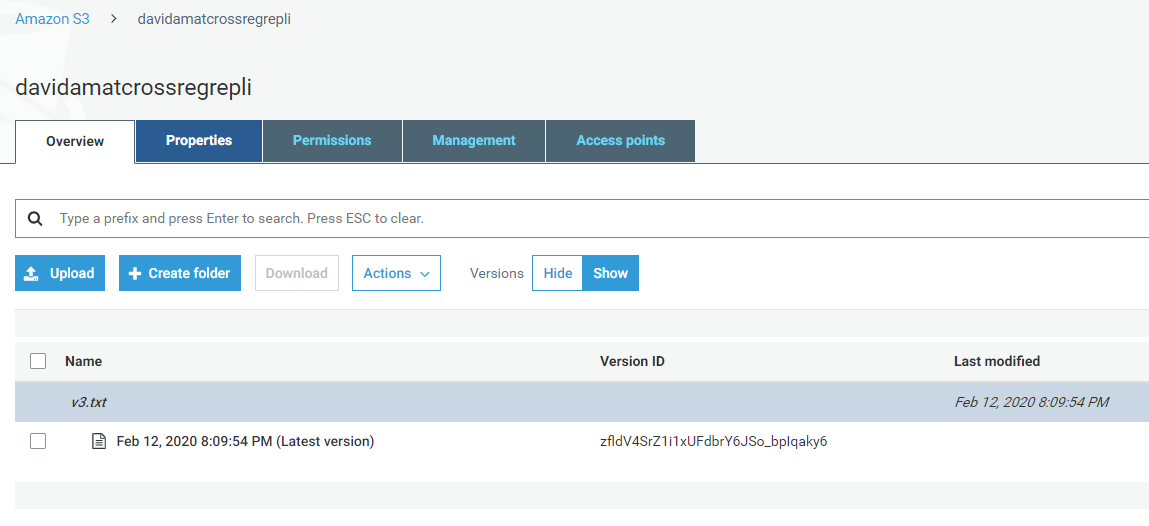 Amazon S3 > davidamatcrossregrepli
davidamatcrossregrepli
Overview Properties Permissions Management Access points
Type a prefix and press Enter to search. Press ESC to clear.
Upload + Create folder Download Actions Versions Hide Show
Name Version ID Last modified
v3.txt Feb 12, 2020 8:09:54 PM
Feb 12, 2020 8:09:54 PM (Latest version) zfldV4SrZ1i1xUFdbrY6JSo_bpIqaky6